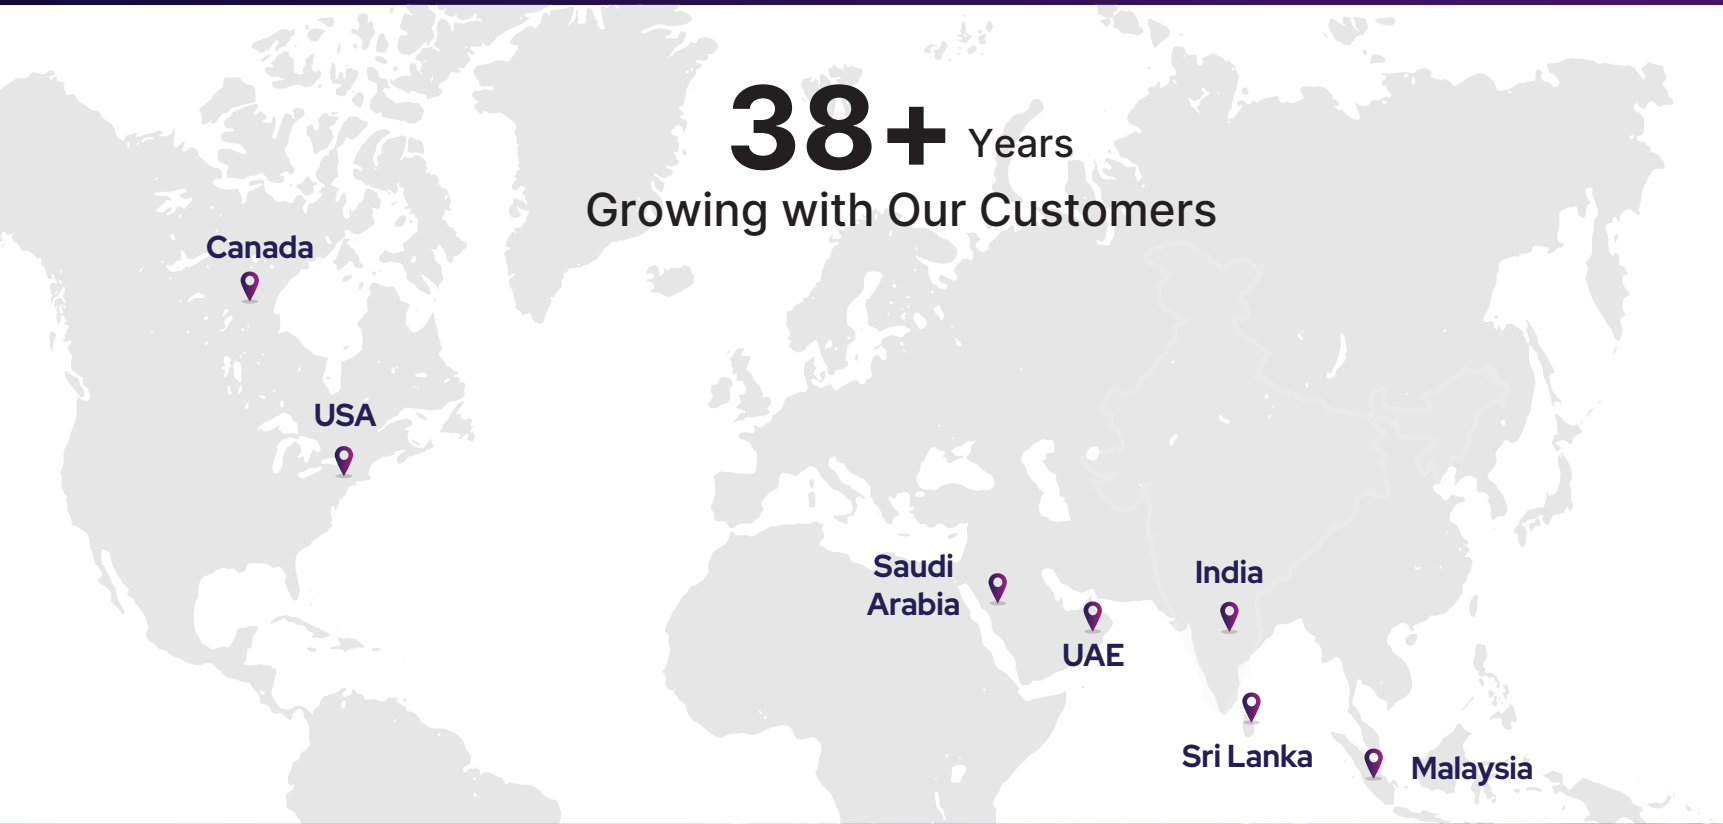 38+ Years
Growing with Our Customers
Canada
USA
Saudi
Arabia
India
UAE
Sri Lanka
Malaysia